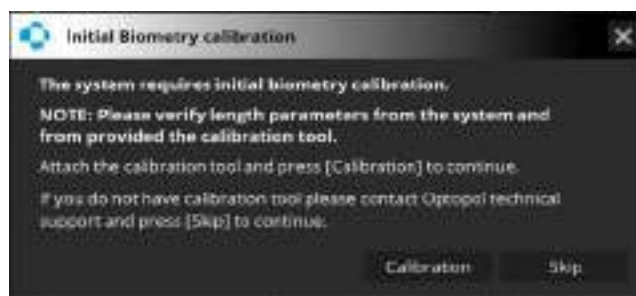 Initial Biometry calibration
The system requires initial biometry calibration.
NOTE: Please verify length parameters from the system and
from provided the calibration tool.
Attach the calibration tool and press [Calibration] to continue.
If you do not have calibration tool please contact Optopol technical
support and press [Skip] to continue.
Calibration
Skip